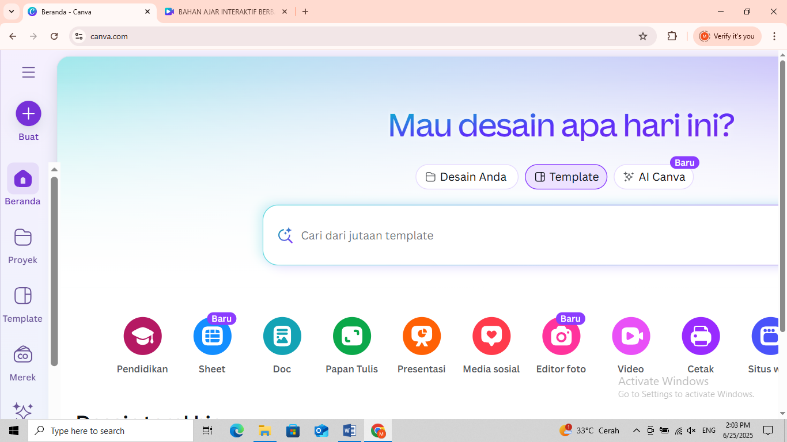 Beranda - Canva
BAHAN AJAR INTERAKTIF BERB
canva.com
Verify it's you
Buat
Mau desain apa hari ini?
Baru
Desain Anda
Template
AI Canva
Beranda
Cari dari jutaan template
Proyek
Template
Baru
Baru
Pendidikan
Sheet
Doc
Papan Tulis
Presentasi
Media sosial
Editor foto
Video
Cetak
Situs w
Merek
CO
Activate Windows
Go to Settings to activate Windows.
Type here to search
33°C Cerah
ENG
2:03 PM
6/25/2025